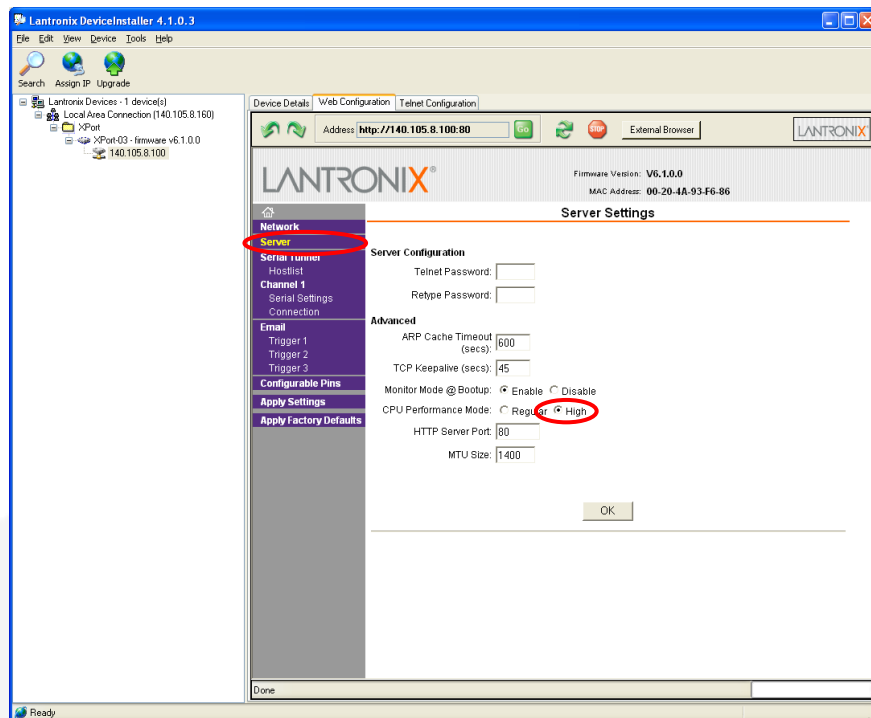 Lantronix DeviceInstaller 4.1.0.3
File Edit View Device Tools Help
Search Assign IP Upgrade
Lantronix Devices - 1 device(s)
Local Area Connection (140.105.8.160)
XPort
XPort-03 - firmware v6.1.0.0
140.105.8.100
Device Details Web Configuration Telnet Configuration
Address http://140.105.8.100:80 Go STOP External Browser LANTRONIX
LANTRONIX®
Firmware Version: V6.1.0.0
MAC Address: 00-20-4A-93-F6-86
Network
Server
Serial Tunnel
Hostlist
Channel 1
Serial Settings
Connection
Email
Trigger 1
Trigger 2
Trigger 3
Configurable Pins
Apply Settings
Apply Factory Defaults
Server Settings
Server Configuration
Telnet Password:
Retype Password:
Advanced
ARP Cache Timeout (secs): 600
TCP Keepalive (secs): 45
Monitor Mode @ Bootup: Enable Disable
CPU Performance Mode: Regular High
HTTP Server Port: 80
MTU Size: 1400
OK
Done
Ready